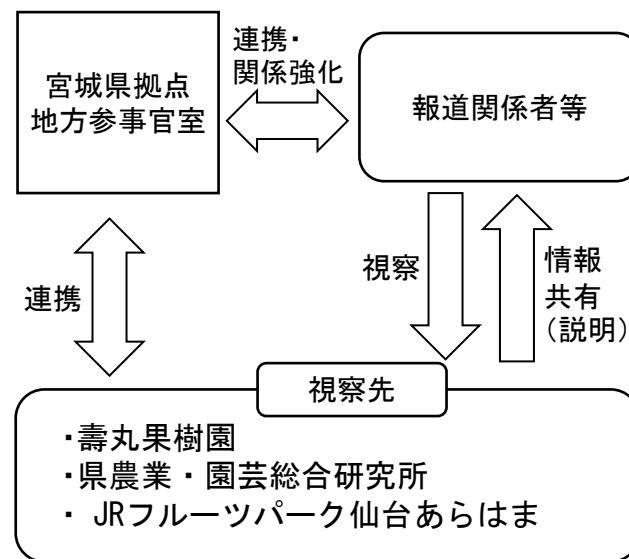 宮城県拠点
地方参事官室
連携・
関係強化
報道関係者等
連携
視察
情報
共有
（説明）
視察先
・壽丸果樹園
・県農業・園芸総合研究所
・ JRフルーツパーク仙台あらはま